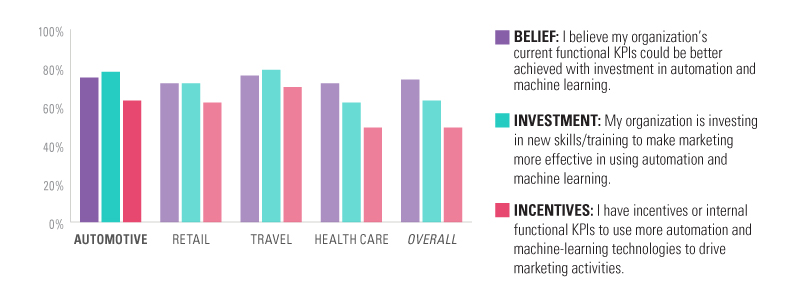 100%
80%
60%
40%
20%
0%
AUTOMOTIVE
RETAIL
TRAVEL
HEALTH CARE
OVERALL
BELIEF: I believe my organization's
current functional KPIs could be better
achieved with investment in automation and
machine learning.
INVESTMENT: My organization is investing
in new skills/training to make marketing
more effective in using automation and
machine learning.
INCENTIVES: I have incentives or internal
functional KPIs to use more automation and
machine-learning technologies to drive
marketing activities.